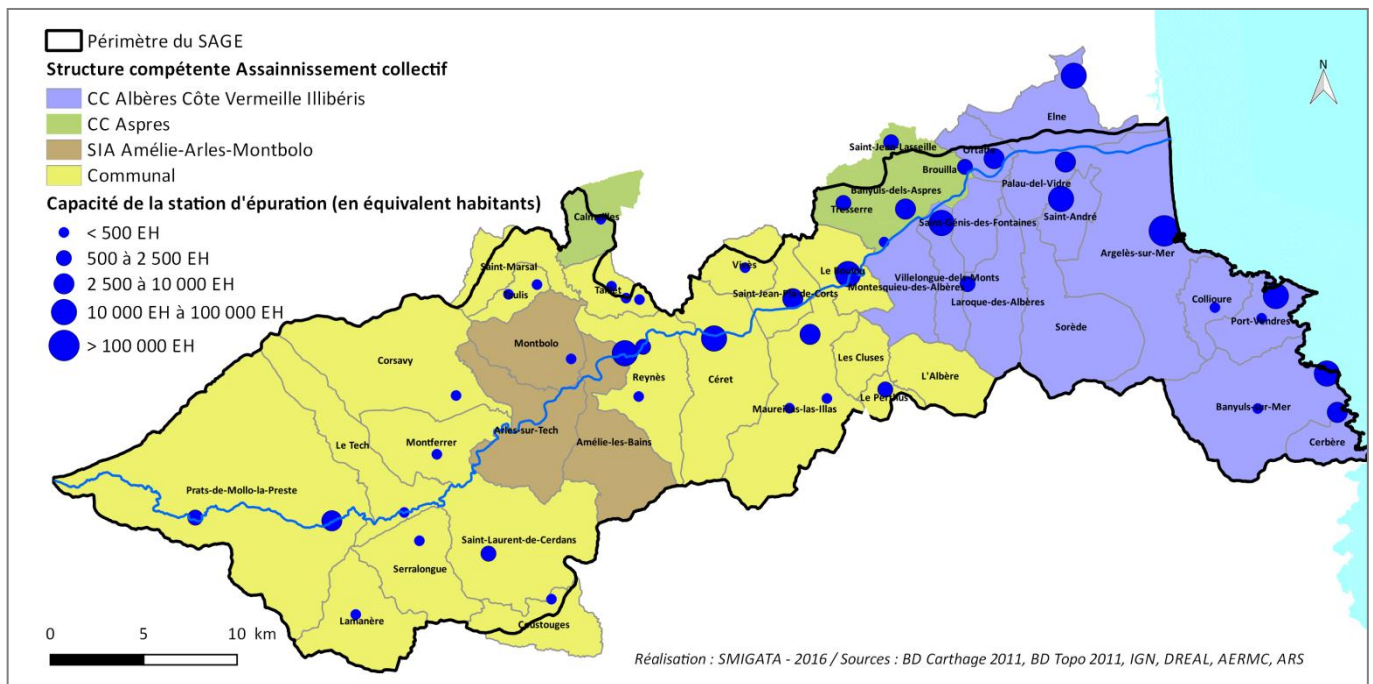 Périmètre du SAGE
Structure compétente Assainnissement collectif
CC Albères Côte Vermeille Illibéris
CC Aspres
SIA Amélie-Arles-Montbolo
Communal
Capacité de la station d'épuration (en équivalent habitants)
< 500 EH
500 à 2 500 EH
2 500 à 10 000 EH
10 000 EH à 100 000 EH
> 100 000 EH
N
Elne
Saint-Jean-Lasseille
Ortaffa
Brouilla
Palau-del-Vidre
Banyuls-dels-Aspres
Tresserre
Saint-André
Saint-Génis-des-Fontaines
Argelès-sur-Mer
Calmeilles
Saint-Marsal
Vivès
Le Boulou
Villelongue-dels-Monts
Montesquieu-des-Albères
Taulis
Taillet
Saint-Jean-Pla-de-Corts
Laroque-des-Albères
Collioure
Port-Vendres
Sorède
Montbolo
Corsavy
Les Cluses
Reynès
Céret
L'Albère
Le Perthus
Maureillas-las-Illas
Banyuls-sur-Mer
Cerbère
Arles-sur-Tech
Amélie-les-Bains
Le Tech
Montferrer
Prats-de-Mollo-la-Preste
Saint-Laurent-de-Cerdans
Serralongue
Lamanère
Coustouges
0 5 10 km
Réalisation : SMIGATA - 2016 / Sources : BD Carthage 2011, BD Topo 2011, IGN, DREAL, AERMC, ARS